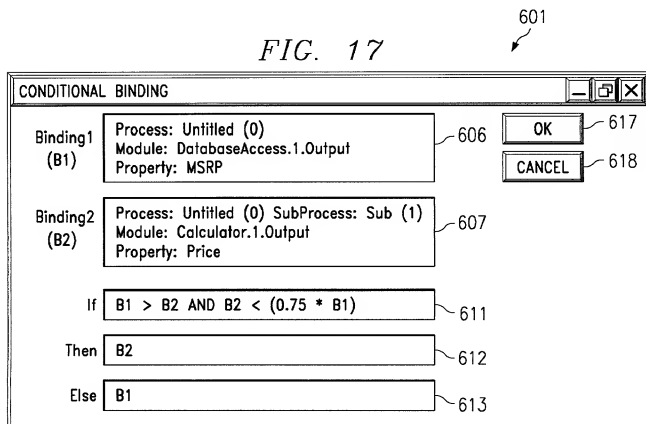 601
FIG. 17
CONDITIONAL BINDING
Binding1 (B1)
Process: Untitled (0)
Module: DatabaseAccess.1.Output
Property: MSRP
606
OK
617
CANCEL
618
Binding2 (B2)
Process: Untitled (0) SubProcess: Sub (1)
Module: Calculator.1.Output
Property: Price
607
If B1 > B2 AND B2 < (0.75 * B1) 611
Then B2 612
Else B1 613